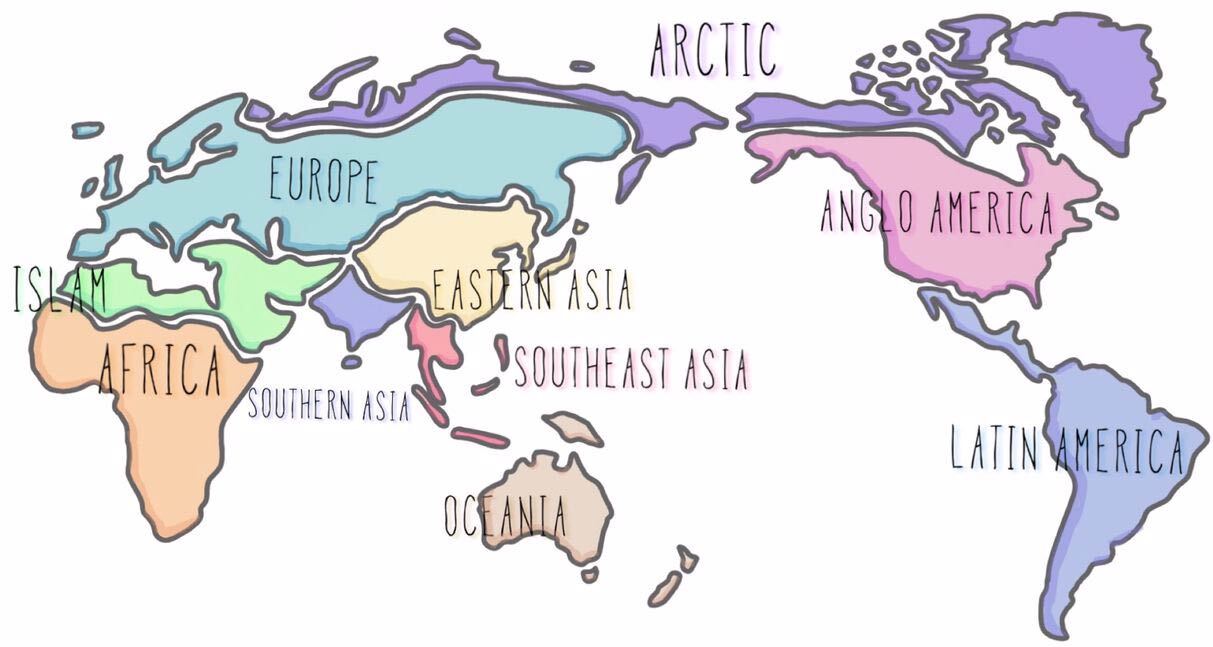 ARCTIC
EUROPE
ANGLO AMERICA
ISLAM
EASTERN ASIA
AFRICA
SOUTHEAST ASIA
SOUTHERN ASIA
LATIN AMERICA
OCEANIA